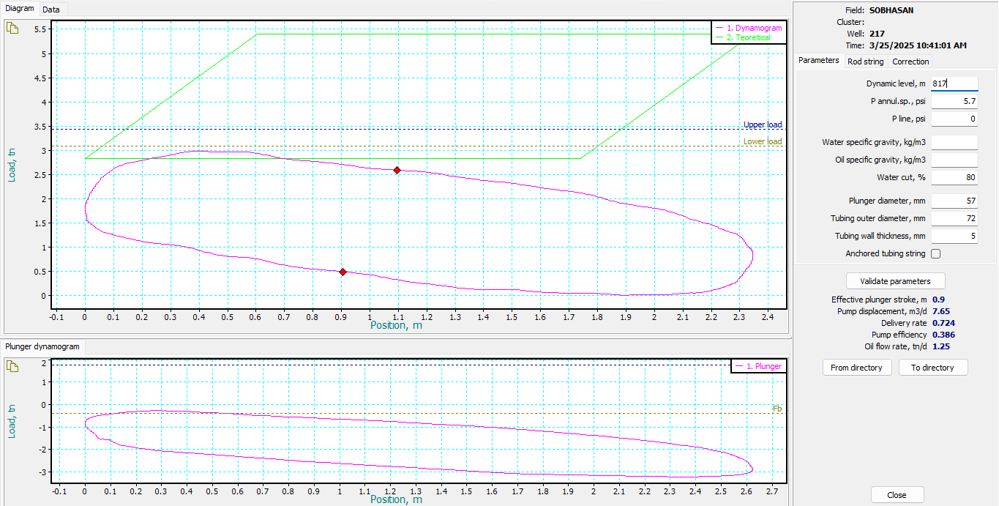 Diagram Data
5.5
5
4.5
4
3.5
3
2.5
2
1.5
1
0.5
0
Load, tn
1. Dynamogram
2. Teoretical
Upper load
Lower load
-0.1 0 0.1 0.2 0.3 0.4 0.5 0.6 0.7 0.8 0.9 1 1.1 1.2 1.3 1.4 1.5 1.6 1.7 1.8 1.9 2 2.1 2.2 2.3 2.4
Position, m
Plunger dynamogram
2
1
0
-1
-2
-3
Load, tn
1. Plunger
Fb
-0.1 0 0.1 0.2 0.3 0.4 0.5 0.6 0.7 0.8 0.9 1 1.1 1.2 1.3 1.4 1.5 1.6 1.7 1.8 1.9 2 2.1 2.2 2.3 2.4 2.5 2.6 2.7
Position, m
Field: SOBHASAN
Cluster:
Well: 217
Time: 3/25/2025 10:41:01 AM
Parameters Rod string Correction
Dynamic level, m 817
P annul.sp., psi 5.7
P line, psi 0
Water specific gravity, kg/m3
Oil specific gravity, kg/m3
Water cut, % 80
Plunger diameter, mm 57
Tubing outer diameter, mm 72
Tubing wall thickness, mm 5
Anchored tubing string
Validate parameters
Effective plunger stroke, m 0.9
Pump displacement, m3/d 7.65
Delivery rate 0.724
Pump efficiency 0.386
Oil flow rate, tn/d 1.25
From directory To directory
Close